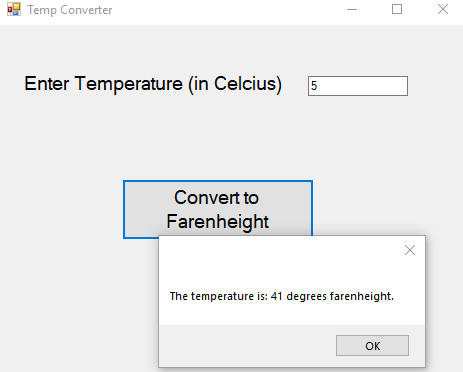 Temp Converter
Enter Temperature (in Celcius)
5
Convert to
Farenheight
The temperature is: 41 degrees farenheight.
OK